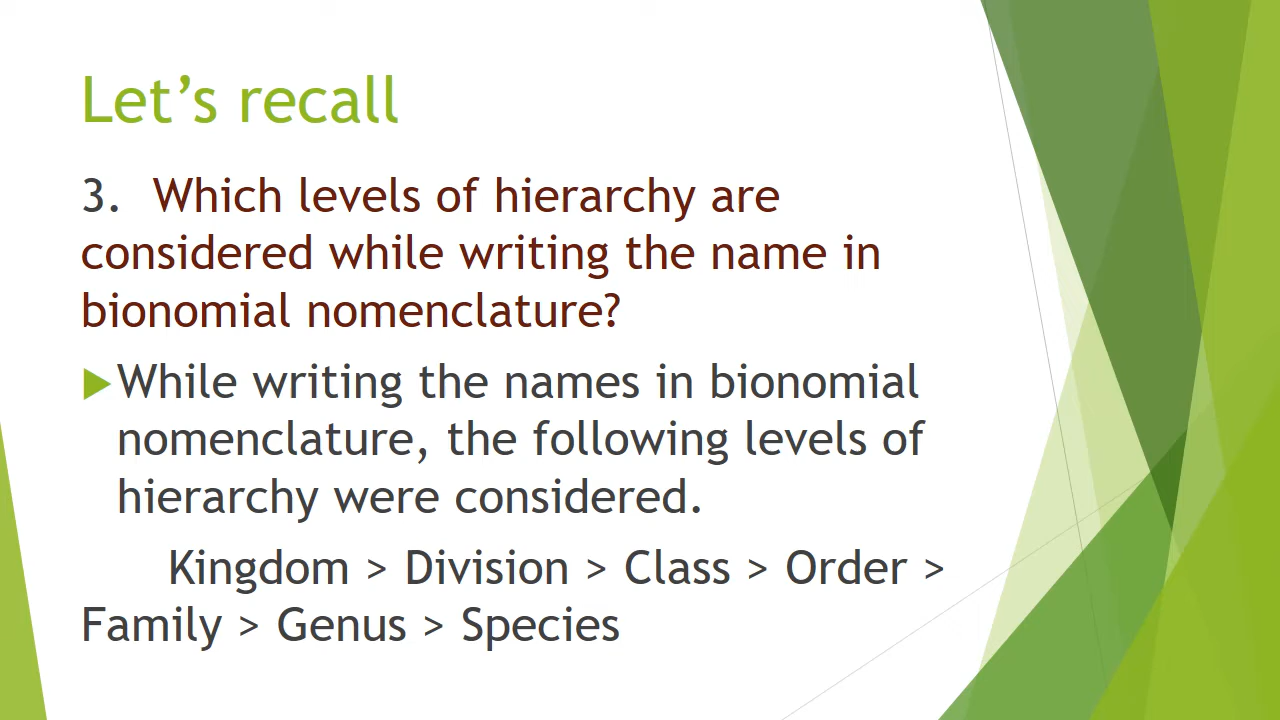 Let’s recall
3. Which levels of hierarchy are
considered while writing the name in
bionomial nomenclature?
While writing the names in bionomial
nomenclature, the following levels of
hierarchy were considered.
Kingdom > Division > Class > Order >
Family > Genus > Species